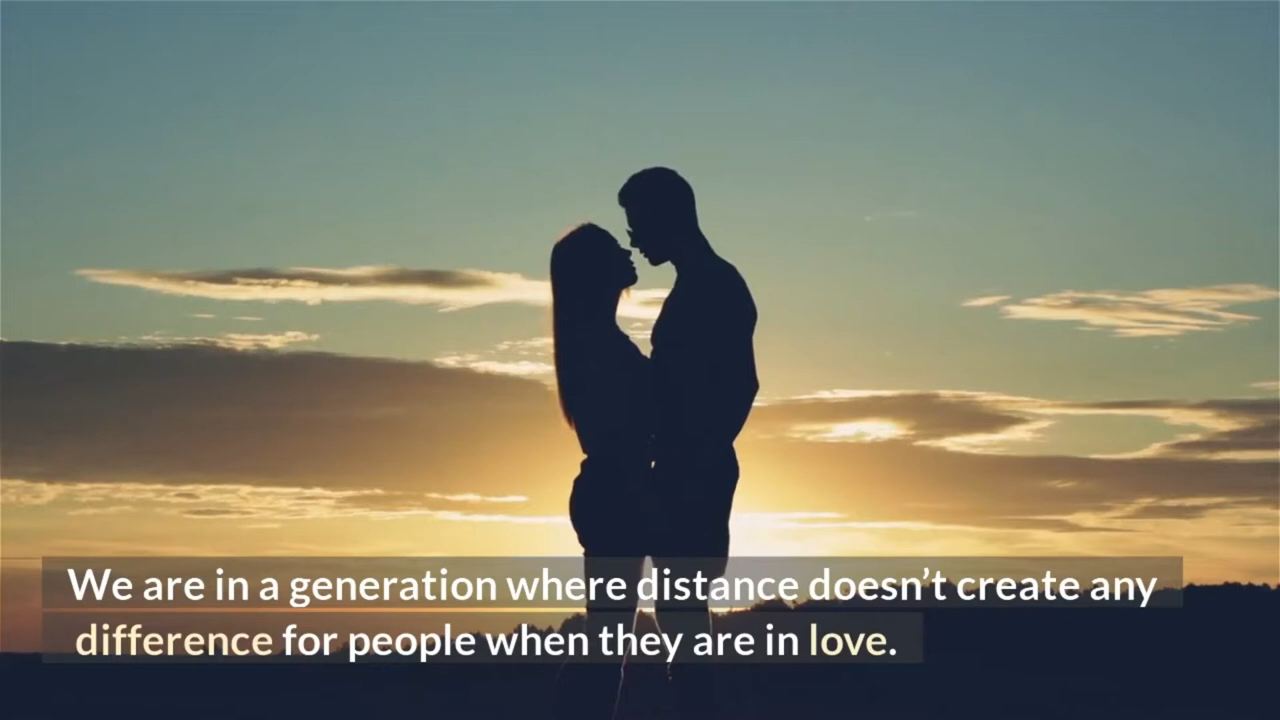 We are in a generation where distance doesn’t create any
difference for people when they are in love.